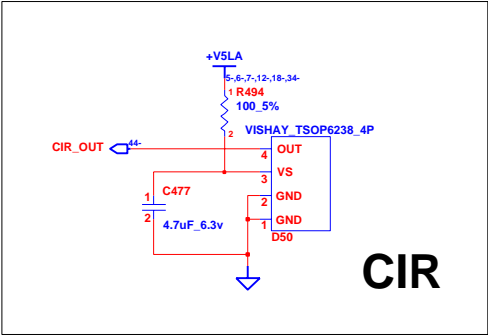 +V5LA
5-,6-,7-,12-,18-,34-
1 R494
100_5%
2
VISHAY_TSOP6238_4P
CIR_OUT 44-
4 OUT
3 VS
2 GND
1 GND
D50
1 C477
2 4.7uF_6.3v
CIR